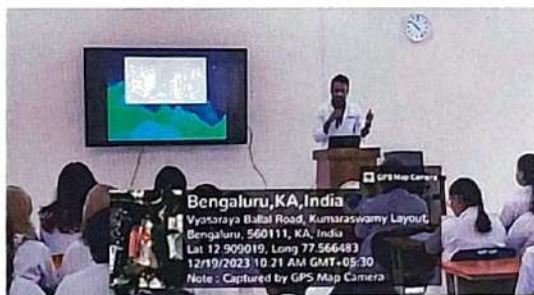 GPS Map Camera
Bengaluru,KA,India
Vyasaraya Ballal Road, Kumaraswamy Layout,
Bengaluru, 560111, KA, India
Lat 12.909019, Long 77.566483
12/19/2023 10:21 AM GMT+05:30
Note : Captured by GPS Map Camera